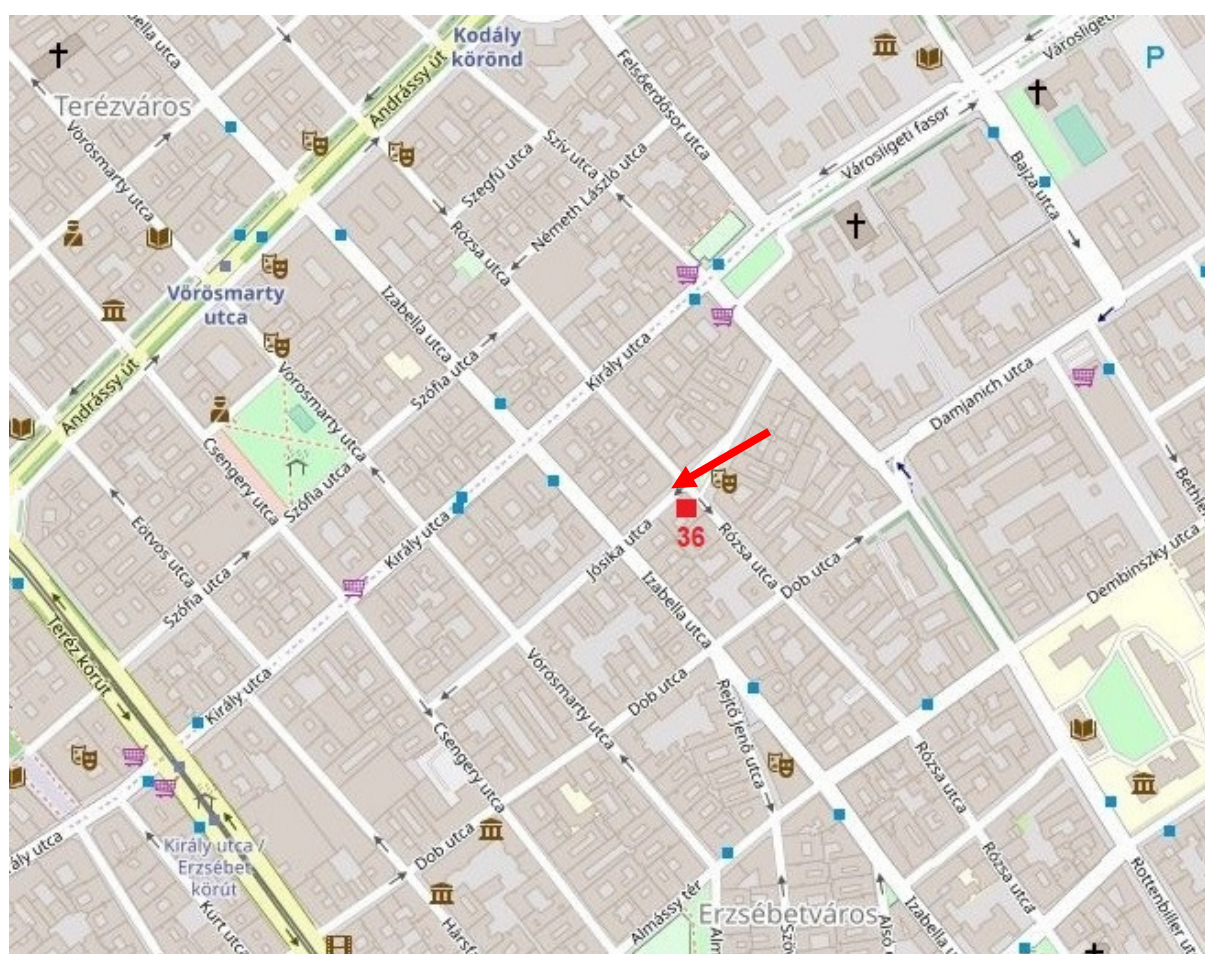 Izabella utca
Kodály
körönd
Városligeti
P
Terézváros
Andrássy út
Felsőerdősor utca
Vörösmarty utca
Szív utca
Szegfű utca
Németh László utca
Városligeti fasor
Bajza utca
Rózsa utca
Vörösmarty
utca
Izabella utca
Király utca
Szófia utca
Damjanich utca
Andrássy út
Vörösmarty utca
Csengery utca
Szófia utca
Eötvös utca
Király utca
Jósika utca
36
Rózsa utca
Dob utca
Dembinszky utca
Szófia utca
Izabella utca
Teréz körút
Király utca
Vörösmarty utca
Dob utca
Rejtő Jenő utca
Csengery utca
Rózsa utca
Király utca /
Erzsébet
körút
Dob utca
Rózsa utca
Almássy tér
Erzsébetváros
Rottenbiller utca
Kürt utca
Izabella utca